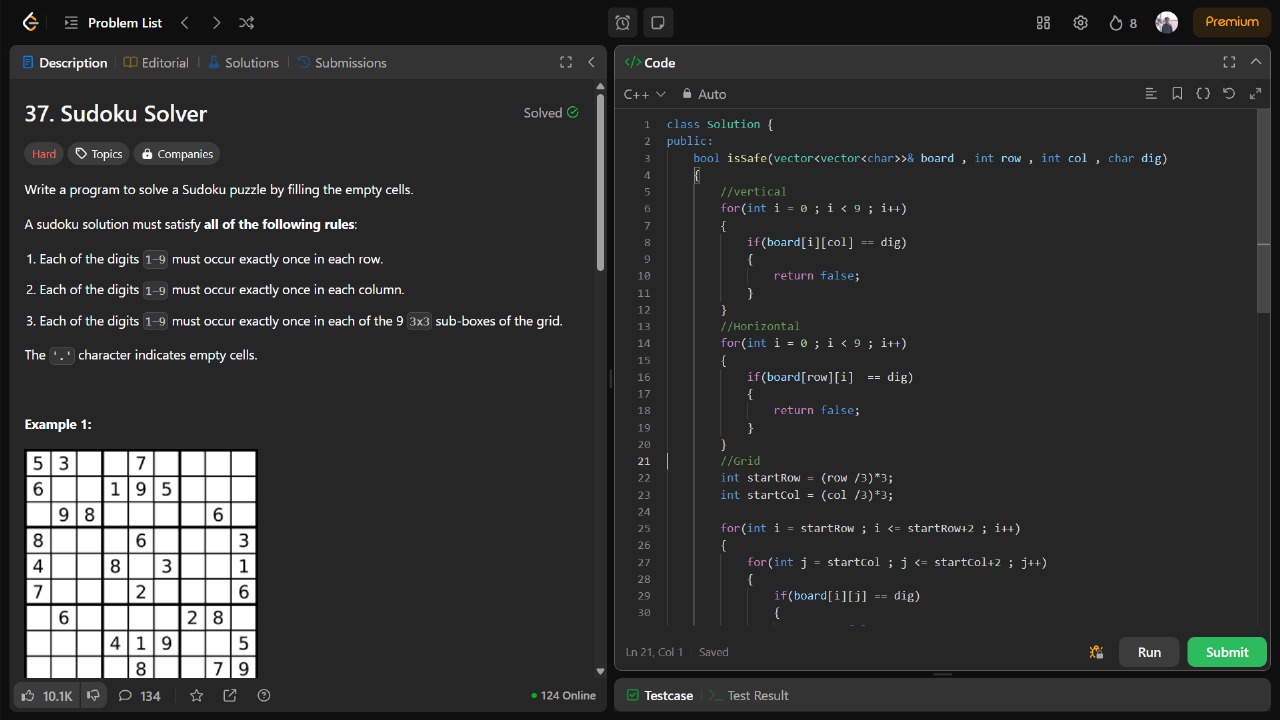 Problem List
8
Premium
Description
Editorial
Solutions
Submissions
37. Sudoku Solver
Solved
Hard
Topics
Companies
Write a program to solve a Sudoku puzzle by filling the empty cells.
A sudoku solution must satisfy all of the following rules:
1. Each of the digits 1-9 must occur exactly once in each row.
2. Each of the digits 1-9 must occur exactly once in each column.
3. Each of the digits 1-9 must occur exactly once in each of the 9 3x3 sub-boxes of the grid.
The '.' character indicates empty cells.
Example 1:
5 3 7
6 1 9 5
9 8 6
8 6 3
4 8 3 1
7 2 6
6 2 8
4 1 9 5
8 7 9
10.1K
134
124 Online
</> Code
C++
Auto
1 class Solution {
2 public:
3 bool isSafe(vector<vector<char>>& board , int row , int col , char dig)
4 {
5 //vertical
6 for(int i = 0 ; i < 9 ; i++)
7 {
8 if(board[i][col] == dig)
9 {
10 return false;
11 }
12 }
13 //Horizontal
14 for(int i = 0 ; i < 9 ; i++)
15 {
16 if(board[row][i]  == dig)
17 {
18 return false;
19 }
20 }
21 //Grid
22 int startRow = (row /3)*3;
23 int startCol = (col /3)*3;
24
25 for(int i = startRow ; i <= startRow+2 ; i++)
26 {
27 for(int j = startCol ; j <= startCol+2 ; j++)
28 {
29 if(board[i][j] == dig)
30 {
Ln 21, Col 1
Saved
Run
Submit
Testcase
>_ Test Result